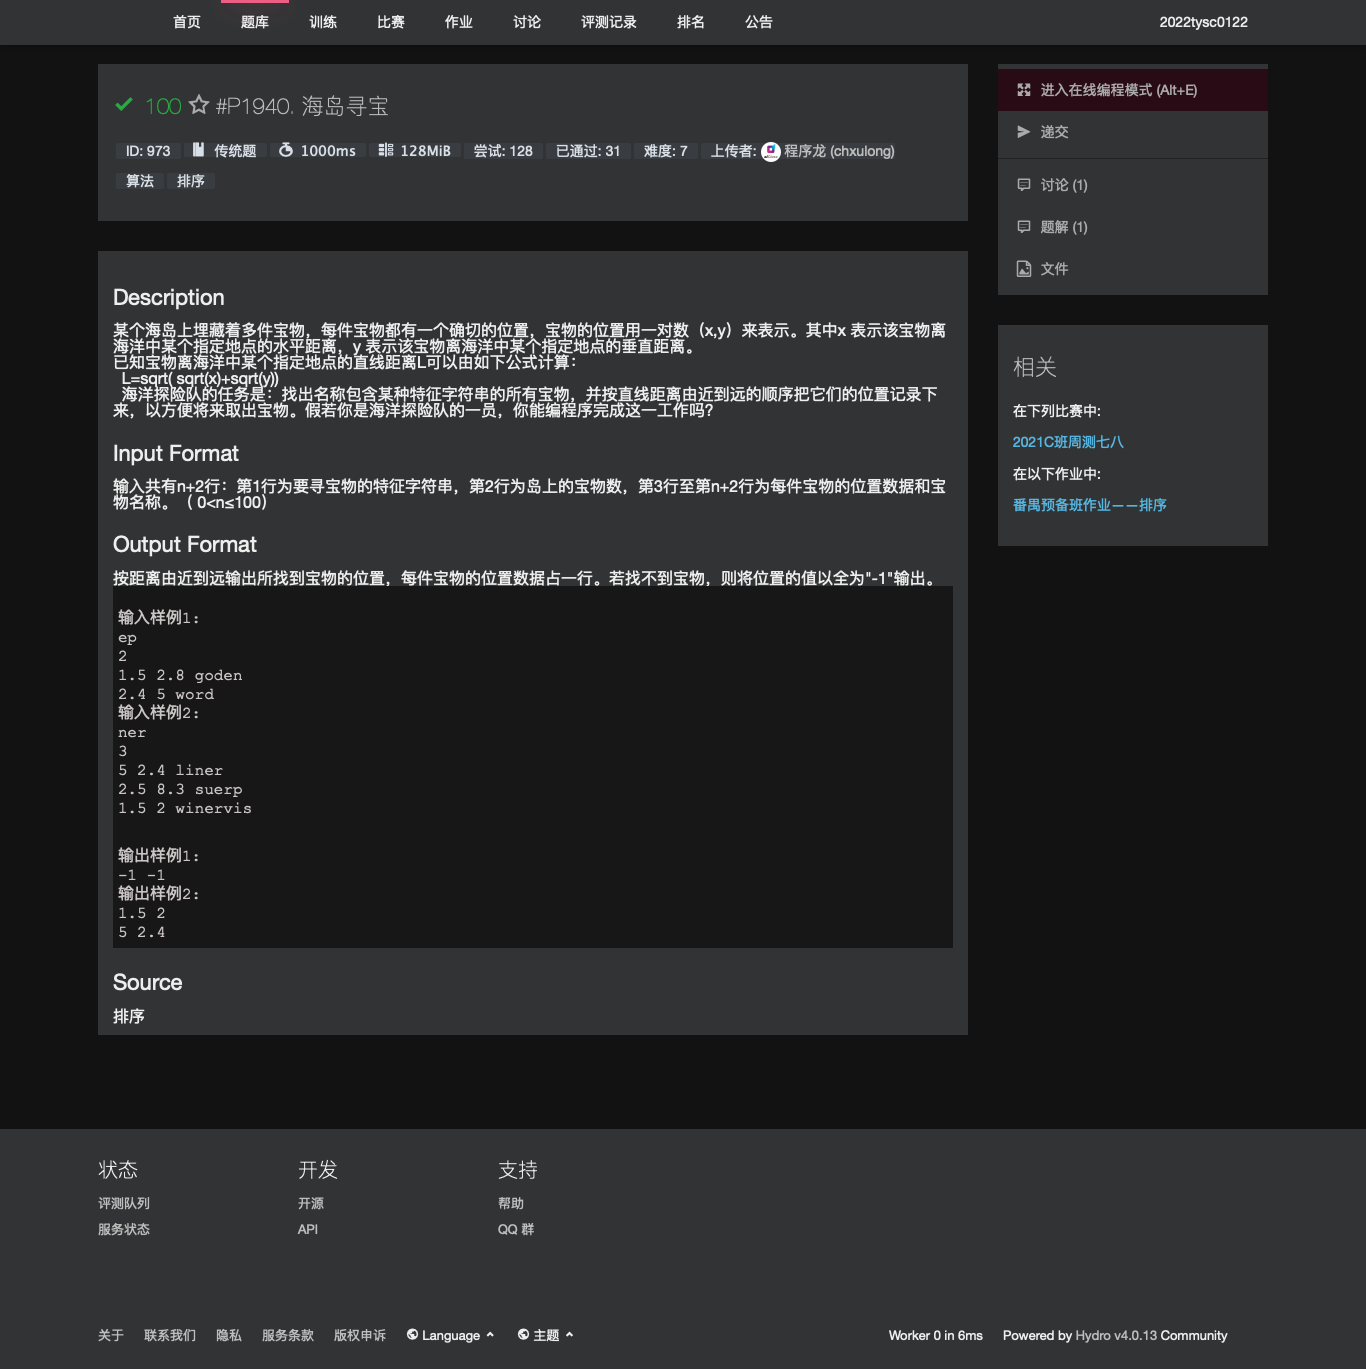 首页 题库 训练 比赛 作业 讨论 评测记录 排名 公告 2022tysc0122
100 #P1940. 海岛寻宝
ID: 973 传统题 1000ms 128MiB 尝试: 128 已通过: 31 难度: 7 上传者: 程序龙 (chxulong)
算法 排序
Description
某个海岛上埋藏着多件宝物，每件宝物都有一个确切的位置，宝物的位置用一对数（x,y）来表示。其中x 表示该宝物离
海洋中某个指定地点的水平距离，y 表示该宝物离海洋中某个指定地点的垂直距离。
已知宝物离海洋中某个指定地点的直线距离L可以由如下公式计算：
L=sqrt( sqrt(x)+sqrt(y))
海洋探险队的任务是：找出名称包含某种特征字符串的所有宝物，并按直线距离由近到远的顺序把它们的位置记录下
来，以方便将来取出宝物。假若你是海洋探险队的一员，你能编程序完成这一工作吗？
Input Format
输入共有n+2行：第1行为要寻宝物的特征字符串，第2行为岛上的宝物数，第3行至第n+2行为每件宝物的位置数据和宝
物名称。（ 0<n≤100）
Output Format
按距离由近到远输出所找到宝物的位置，每件宝物的位置数据占一行。若找不到宝物，则将位置的值以全为"-1"输出。
输入样例1：
ep
2
1.5 2.8 goden
2.4 5 word
输入样例2：
ner
3
5 2.4 liner
2.5 8.3 suerp
1.5 2 winervis
输出样例1：
-1 -1
输出样例2：
1.5 2
5 2.4
Source
排序
进入在线编程模式 (Alt+E)
递交
讨论 (1)
题解 (1)
文件
相关
在下列比赛中:
2021C班周测七八
在以下作业中:
番禺预备班作业——排序
状态
评测队列
服务状态
开发
开源
API
支持
帮助
QQ 群
关于 联系我们 隐私 服务条款 版权申诉 Language 主题 Worker 0 in 6ms Powered by Hydro v4.0.13 Community